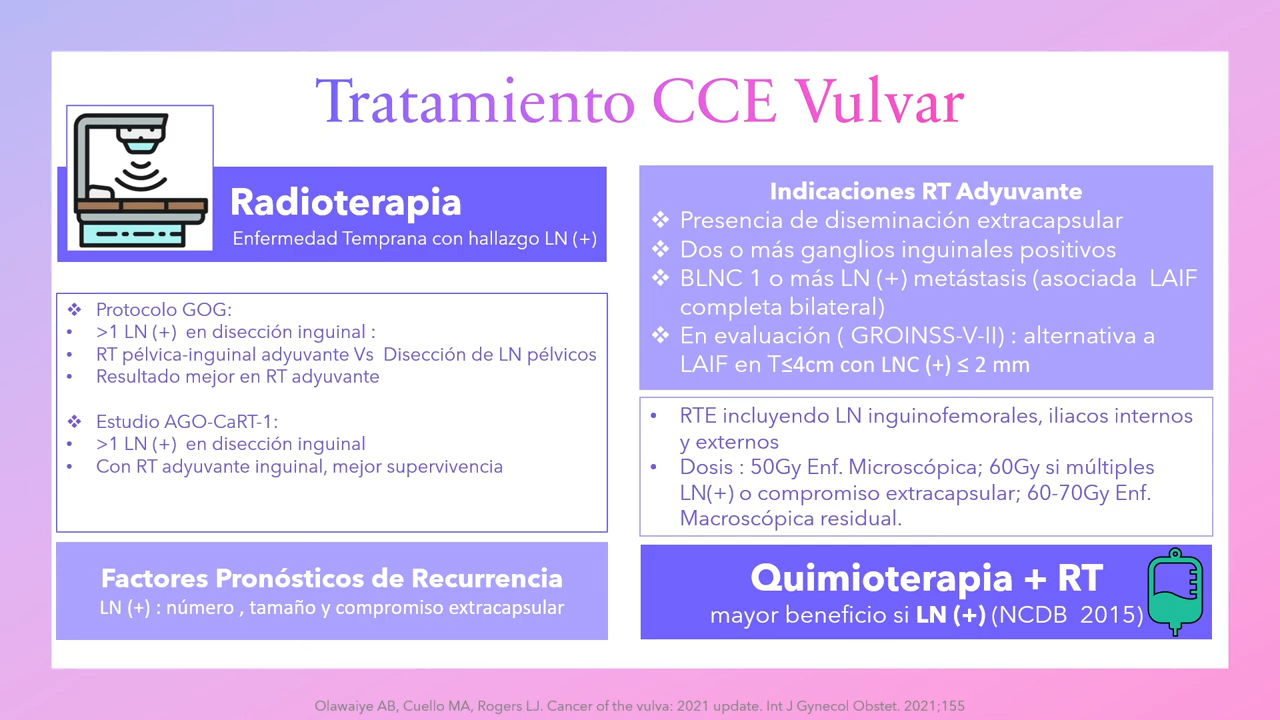 Tratamiento CCE Vulvar
Radioterapia
Enfermedad Temprana con hallazgo LN (+)
❖ Protocolo GOG:
• >1 LN (+) en disección inguinal :
• RT pélvica-inguinal adyuvante Vs Disección de LN pélvicos
• Resultado mejor en RT adyuvante
❖ Estudio AGO-CaRT-1:
• >1 LN (+) en disección inguinal
• Con RT adyuvante inguinal, mejor supervivencia
Factores Pronósticos de Recurrencia
LN (+) : número , tamaño y compromiso extracapsular
Indicaciones RT Adyuvante
❖ Presencia de diseminación extracapsular
❖ Dos o más ganglios inguinales positivos
❖ BLNC 1 o más LN (+) metástasis (asociada LAIF
completa bilateral)
❖ En evaluación ( GROINSS-V-II) : alternativa a
LAIF en T≤4cm con LNC (+) ≤ 2 mm
• RTE incluyendo LN inguinofemorales, iliacos internos
y externos
• Dosis : 50Gy Enf. Microscópica; 60Gy si múltiples
LN(+) o compromiso extracapsular; 60-70Gy Enf.
Macroscópica residual.
Quimioterapia + RT
mayor beneficio si LN (+) (NCDB 2015)
Olawaiye AB, Cuello MA, Rogers LJ. Cancer of the vulva: 2021 update. Int J Gynecol Obstet. 2021;155